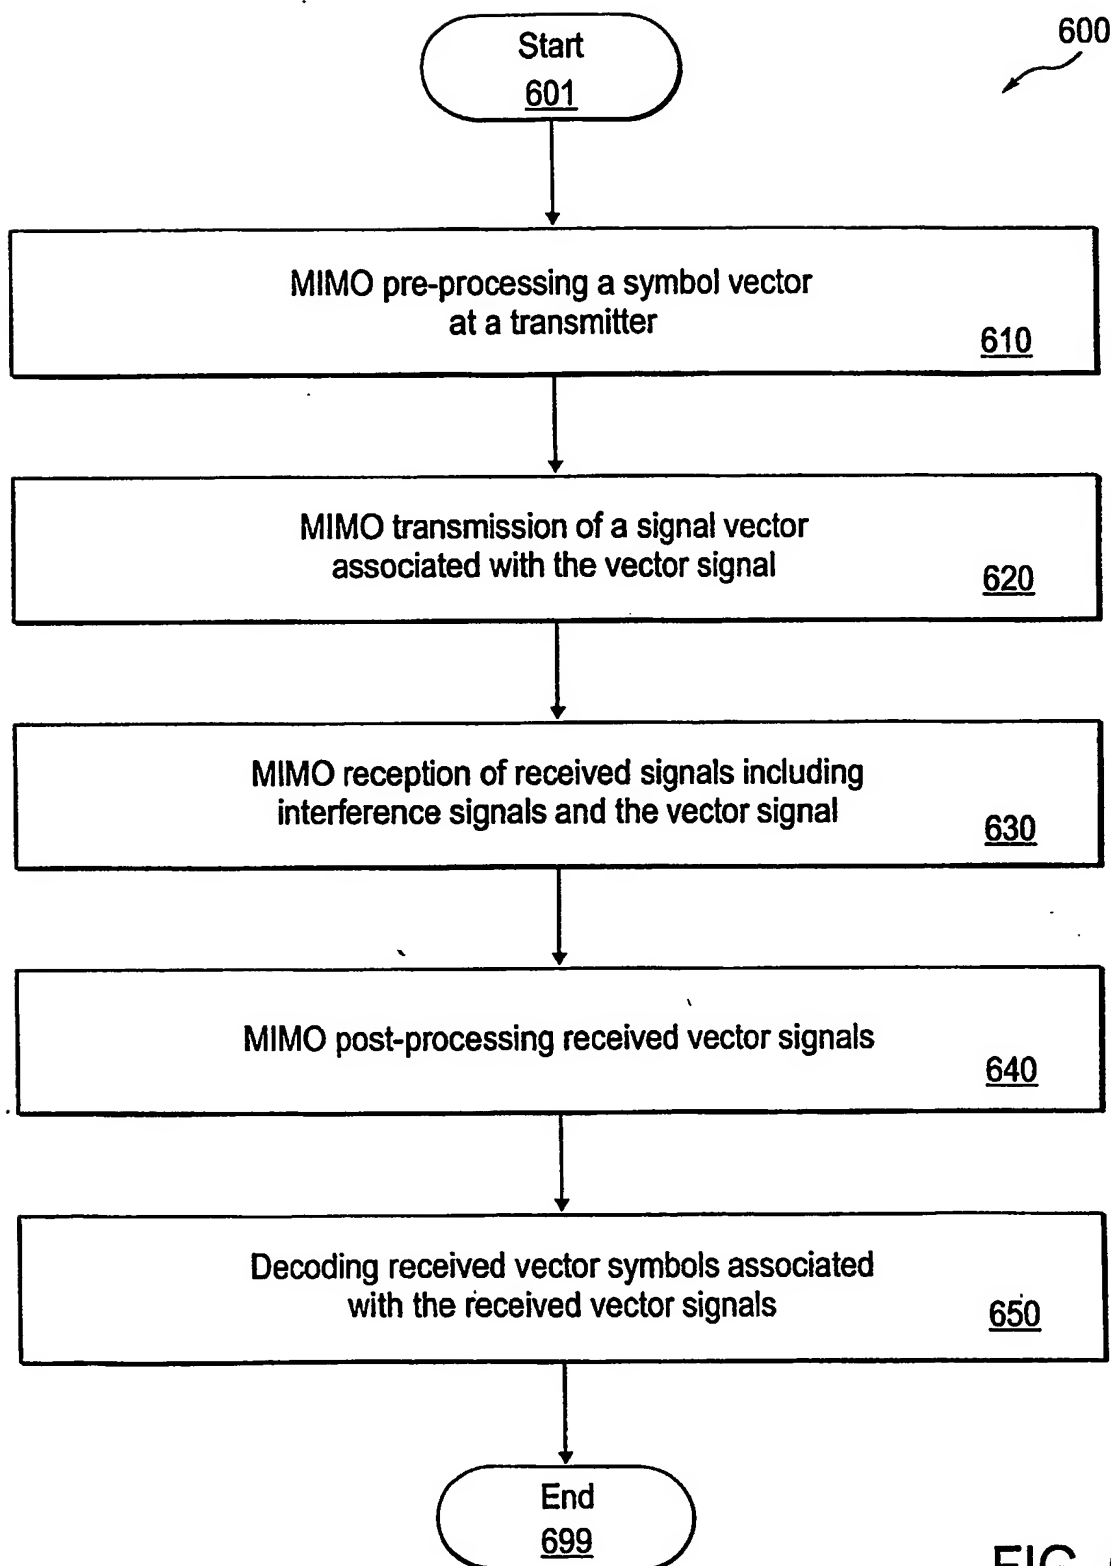 600
Start
601
MIMO pre-processing a symbol vector
at a transmitter
610
MIMO transmission of a signal vector
associated with the vector signal
620
MIMO reception of received signals including
interference signals and the vector signal
630
MIMO post-processing received vector signals
640
Decoding received vector symbols associated
with the received vector signals
650
End
699
FIG.